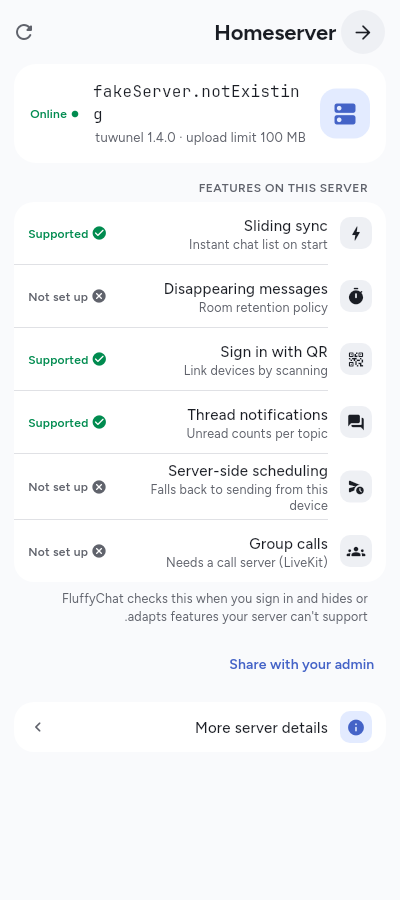 Homeserver
fakeServer.notExistin
g
Online
tuwunel 1.4.0 · upload limit 100 MB
FEATURES ON THIS SERVER
Sliding sync
Instant chat list on start
Supported
Disappearing messages
Room retention policy
Not set up
Sign in with QR
Link devices by scanning
Supported
Thread notifications
Unread counts per topic
Supported
Server-side scheduling
Falls back to sending from this
device
Not set up
Group calls
Needs a call server (LiveKit)
Not set up
FluffyChat checks this when you sign in and hides or
.adapts features your server can't support
Share with your admin
More server details